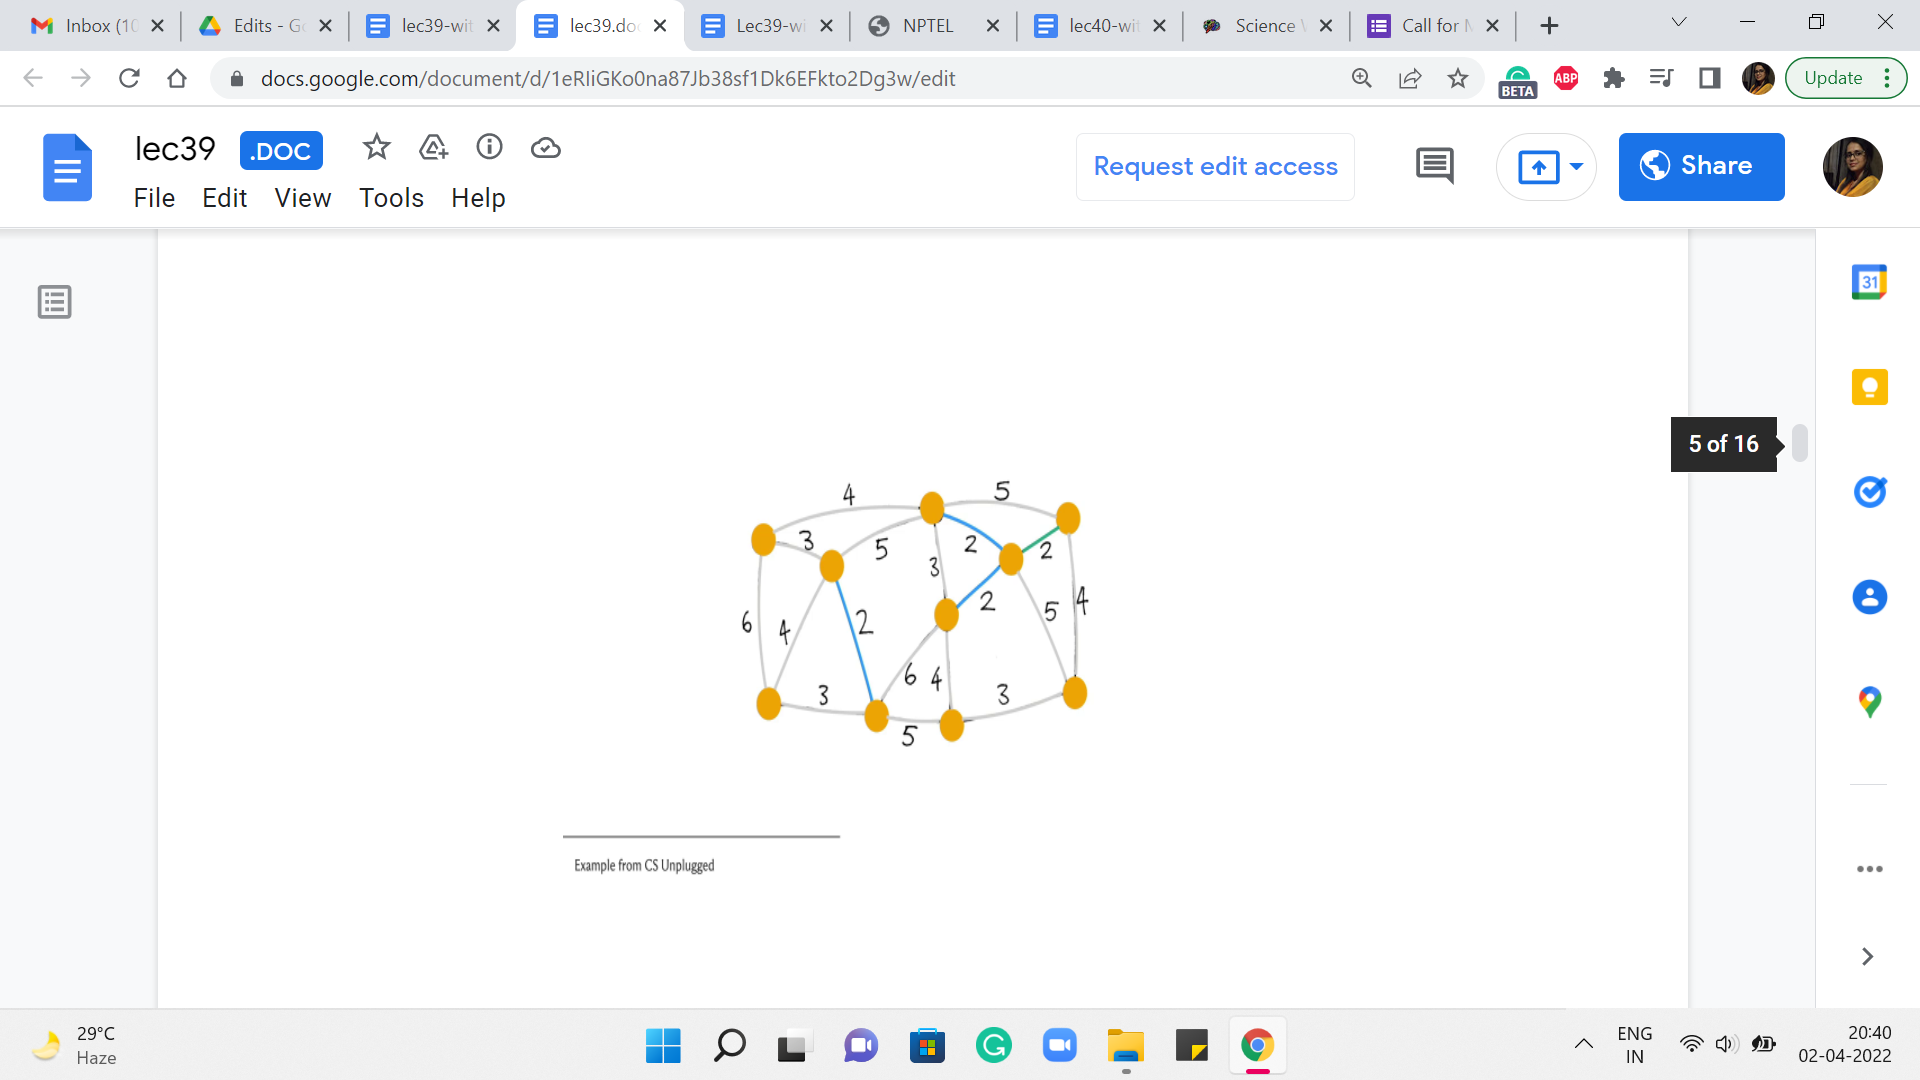 Inbox (10
Edits - Go
lec39-wit
lec39.do
Lec39-wi
NPTEL
lec40-wit
Science
Call for
docs.google.com/document/d/1eRIiGKo0na87Jb38sf1Dk6EFkto2Dg3w/edit
BETA
ABP
Update
lec39
.DOC
File Edit View Tools Help
Request edit access
Share
31
5 of 16
4
5
3
5
2
2
3
2
6
4
2
5
4
6
4
3
3
5
Example from CS Unplugged
29°C
Haze
ENG
IN
20:40
02-04-2022